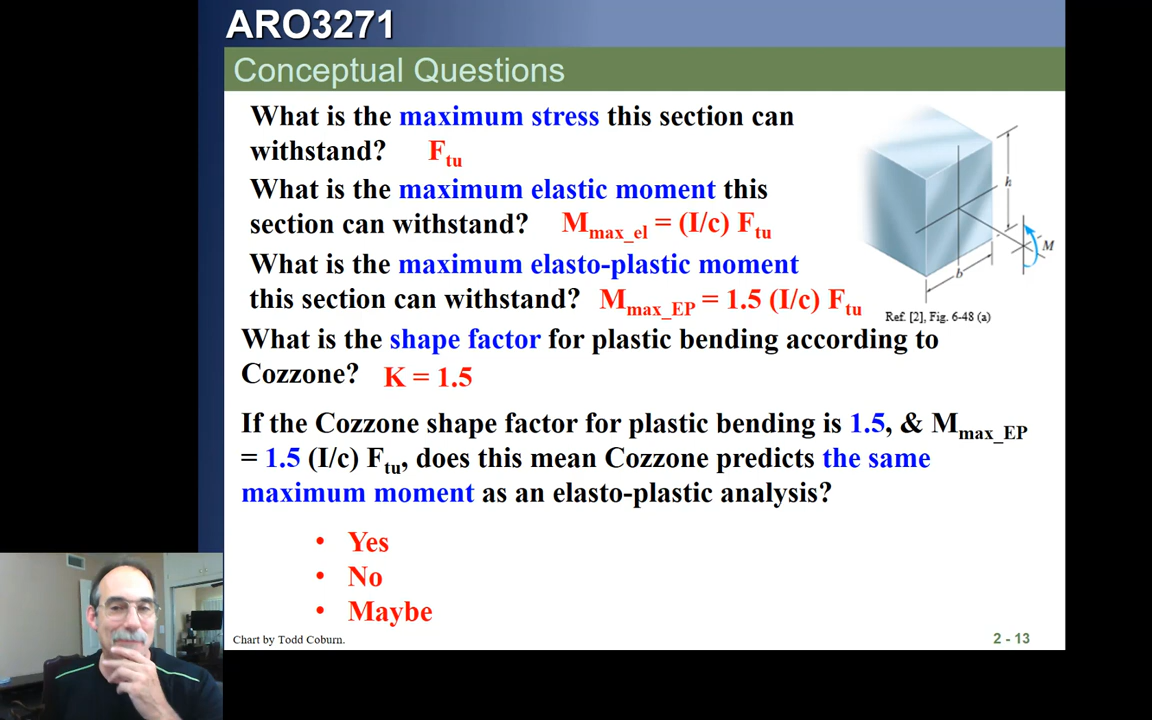 ARO3271
Conceptual Questions
What is the maximum stress this section can
withstand? Ftu
What is the maximum elastic moment this
section can withstand? Mmax_el = (I/c) Ftu
What is the maximum elasto-plastic moment
this section can withstand? Mmax_EP = 1.5 (I/c) Ftu
h
M
b
Ref. [2], Fig. 6-48 (a)
What is the shape factor for plastic bending according to
Cozzone? K = 1.5
If the Cozzone shape factor for plastic bending is 1.5, & Mmax_EP
= 1.5 (I/c) Ftu, does this mean Cozzone predicts the same
maximum moment as an elasto-plastic analysis?
• Yes
• No
• Maybe
Chart by Todd Coburn.
2 - 13